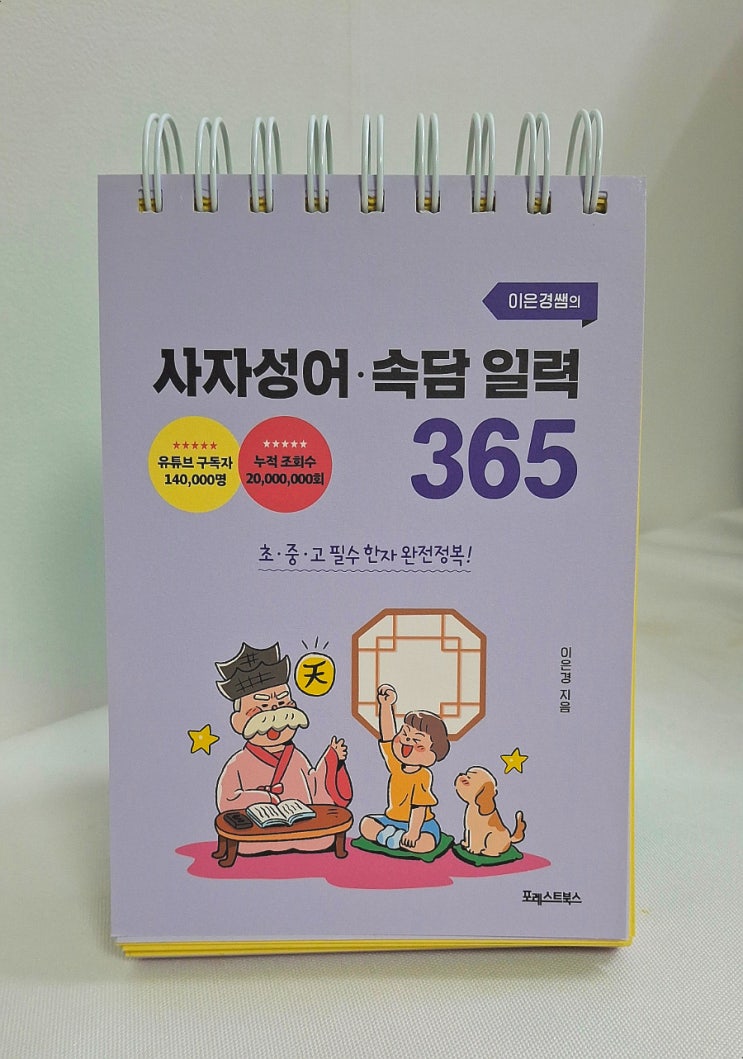 이은경쌤의
사자성어·속담 일력
365
★★★★★
유튜브 구독자
140,000명
★★★★★
누적 조회수
20,000,000회
초·중·고 필수 한자 완전정복!
天
이은경 지음
포레스트북스